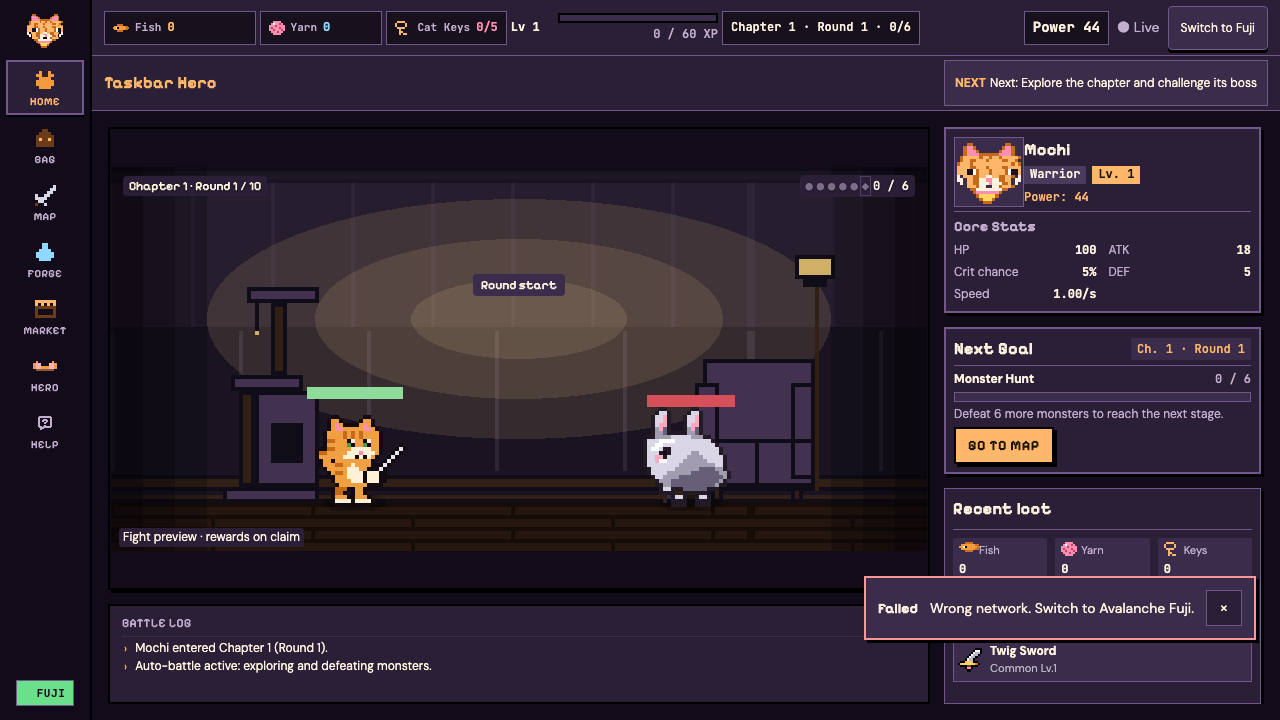 Fish 0
Yarn 0
Cat Keys 0/5
Lv 1
0 / 60 XP
Chapter 1 · Round 1 · 0/6
Power 44
Live
Switch to Fuji
Taskbar Hero
NEXT Next: Explore the chapter and challenge its boss
HOME
BAG
MAP
FORGE
MARKET
HERO
HELP
FUJI
Chapter 1 · Round 1 / 10
0 / 6
Round start
Fight preview · rewards on claim
BATTLE LOG
› Mochi entered Chapter 1 (Round 1).
› Auto-battle active: exploring and defeating monsters.
Mochi
Warrior Lv. 1
Power: 44
Core Stats
HP 100 ATK 18
Crit chance 5% DEF 5
Speed 1.00/s
Next Goal
Ch. 1 · Round 1
Monster Hunt 0 / 6
Defeat 6 more monsters to reach the next stage.
GO TO MAP
Recent loot
Fish Yarn Keys
0 0 0
Failed Wrong network. Switch to Avalanche Fuji. ×
Twig Sword
Common Lv.1